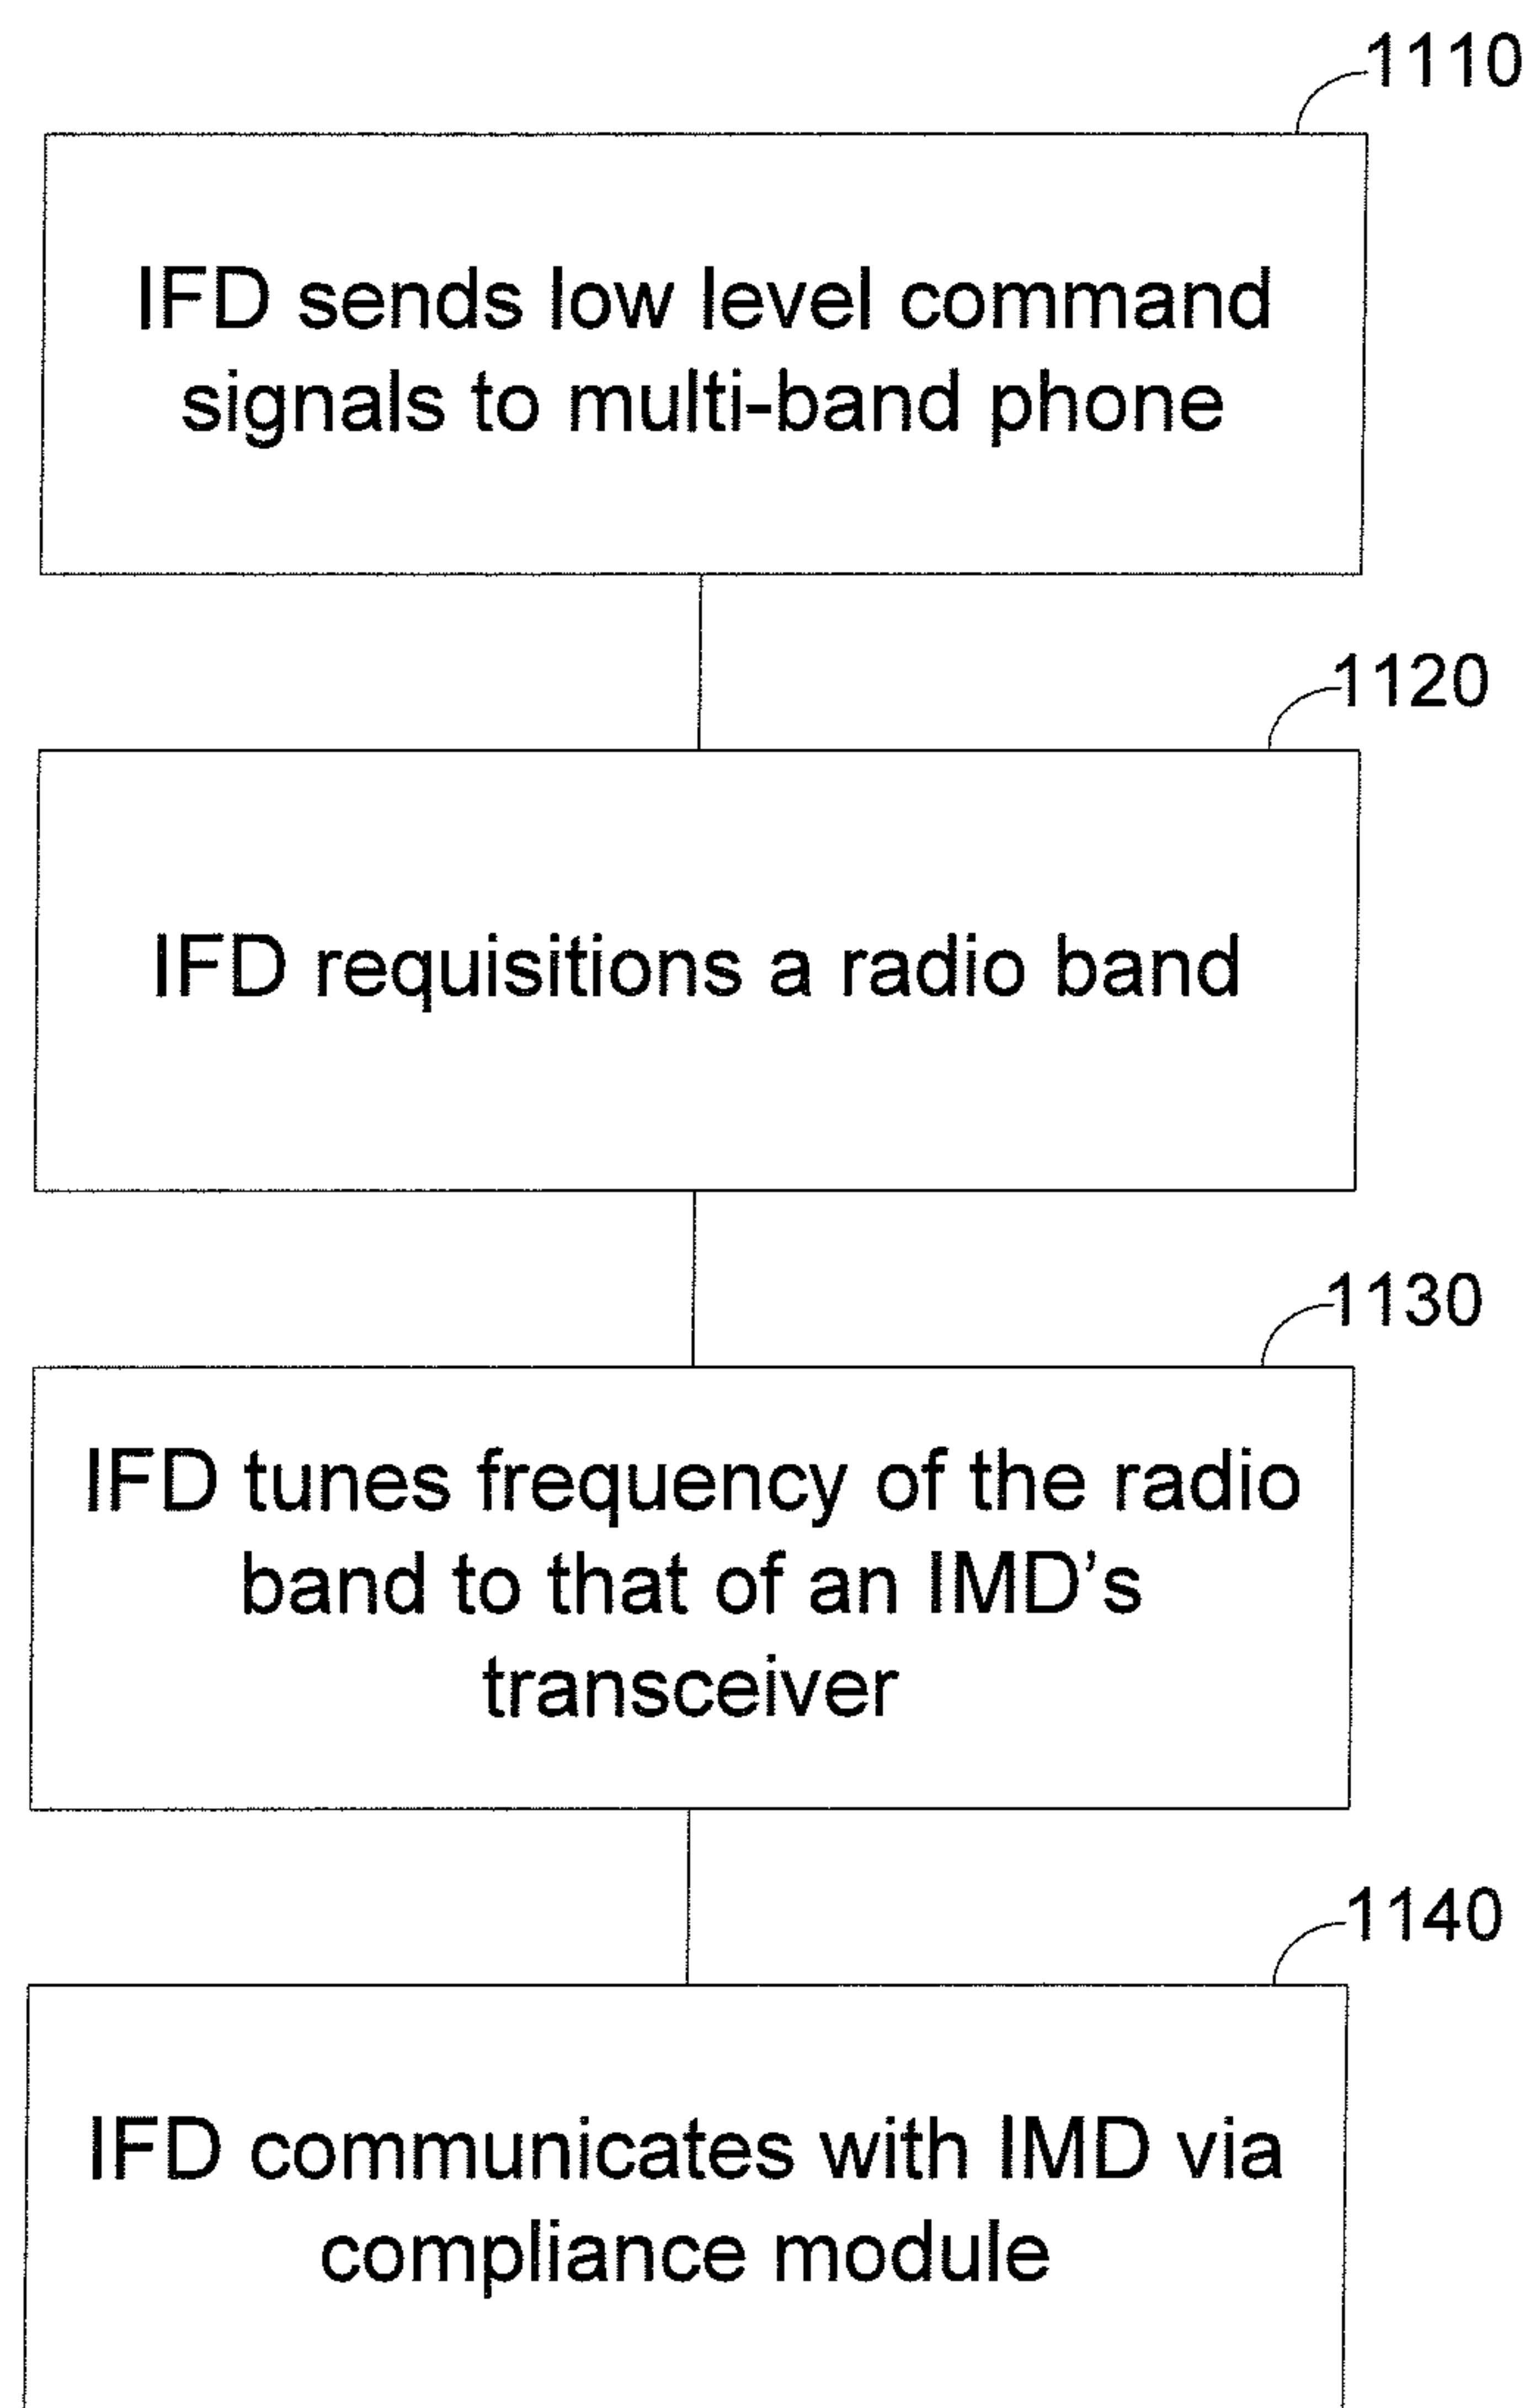 1110
IFD sends low level command
signals to multi-band phone
1120
IFD requisitions a radio band
1130
IFD tunes frequency of the radio
band to that of an IMD's
transceiver
1140
IFD communicates with IMD via
compliance module